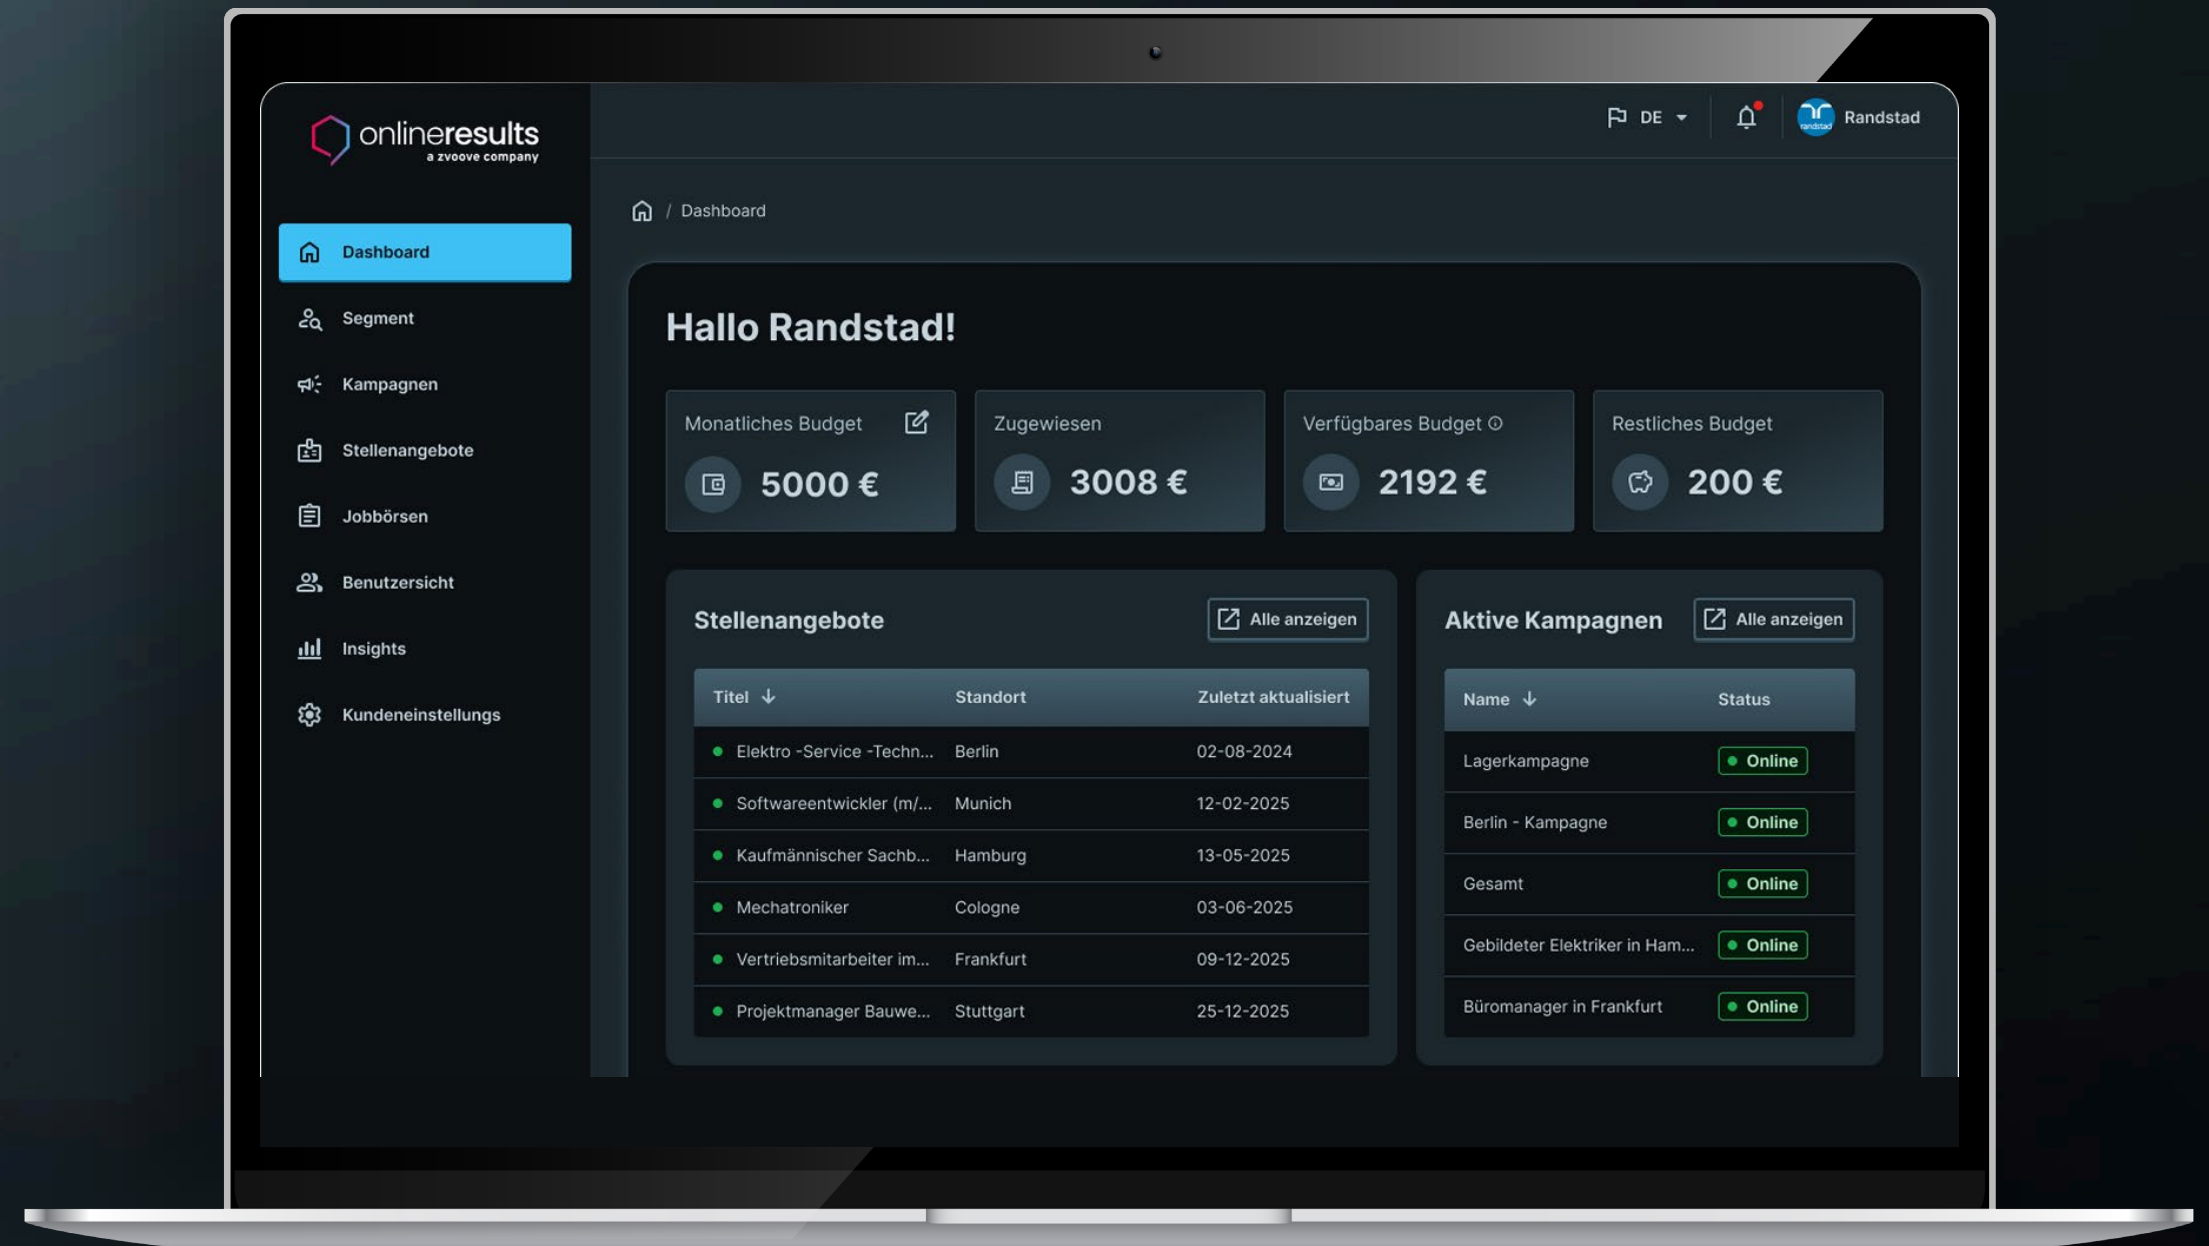 onlineresults
a zvoove company
DE
randstad
Randstad
/ Dashboard
Dashboard
Segment
Kampagnen
Stellenangebote
Jobbörsen
Benutzersicht
Insights
Kundeneinstellungs
Hallo Randstad!
Monatliches Budget
5000 €
Zugewiesen
3008 €
Verfügbares Budget
2192 €
Restliches Budget
200 €
Stellenangebote
Alle anzeigen
Titel Standort Zuletzt aktualisiert
Elektro -Service -Techn... Berlin 02-08-2024
Softwareentwickler (m/... Munich 12-02-2025
Kaufmännischer Sachb... Hamburg 13-05-2025
Mechatroniker Cologne 03-06-2025
Vertriebsmitarbeiter im... Frankfurt 09-12-2025
Projektmanager Bauwe... Stuttgart 25-12-2025
Aktive Kampagnen
Alle anzeigen
Name Status
Lagerkampagne Online
Berlin - Kampagne Online
Gesamt Online
Gebildeter Elektriker in Ham... Online
Büromanager in Frankfurt Online